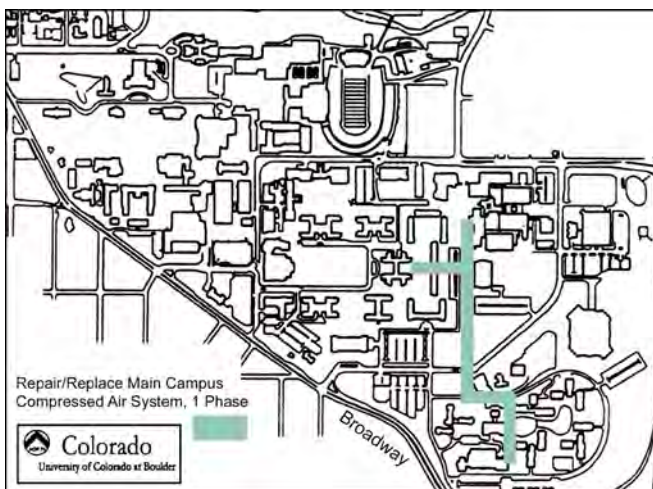 Repair/Replace Main Campus
Compressed Air System, 1 Phase
Broadway
Colorado
University of Colorado at Boulder